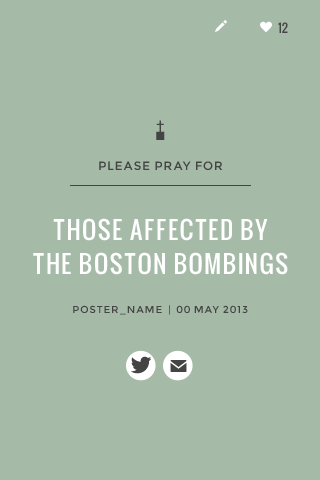 12
PLEASE PRAY FOR
THOSE AFFECTED BY
THE BOSTON BOMBINGS
POSTER_NAME | 00 MAY 2013